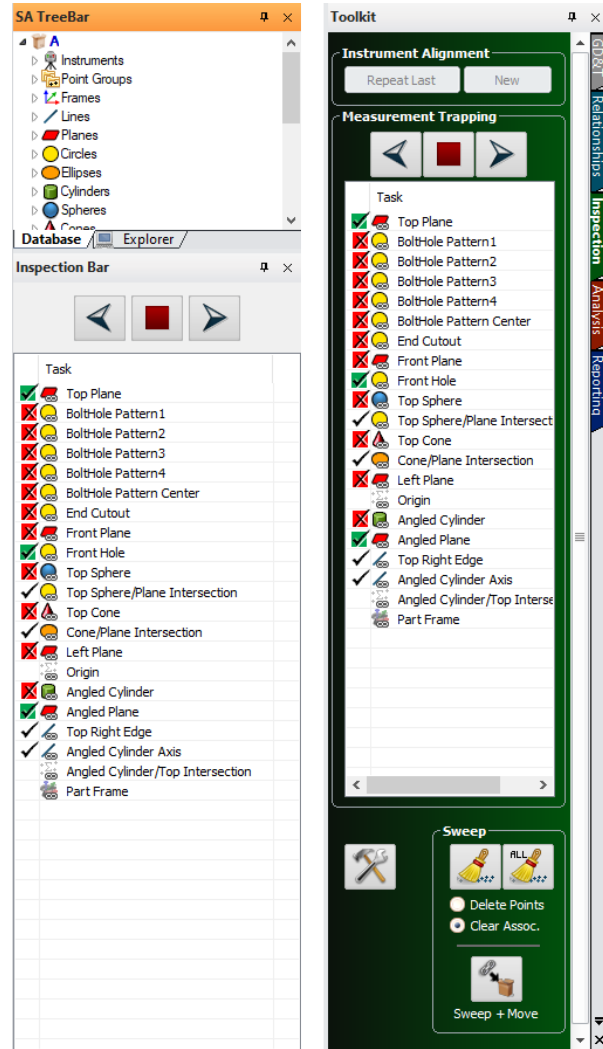 SA TreeBar
A
Instruments
Point Groups
Frames
Lines
Planes
Circles
Ellipses
Cylinders
Spheres
Cones
Database
Explorer
Inspection Bar
Task
Top Plane
BoltHole Pattern1
BoltHole Pattern2
BoltHole Pattern3
BoltHole Pattern4
BoltHole Pattern Center
End Cutout
Front Plane
Front Hole
Top Sphere
Top Sphere/Plane Intersection
Top Cone
Cone/Plane Intersection
Left Plane
Origin
Angled Cylinder
Angled Plane
Top Right Edge
Angled Cylinder Axis
Angled Cylinder/Top Intersection
Part Frame
Toolkit
Instrument Alignment
Repeat Last
New
Measurement Trapping
Task
Top Plane
BoltHole Pattern1
BoltHole Pattern2
BoltHole Pattern3
BoltHole Pattern4
BoltHole Pattern Center
End Cutout
Front Plane
Front Hole
Top Sphere
Top Sphere/Plane Intersect
Top Cone
Cone/Plane Intersection
Left Plane
Origin
Angled Cylinder
Angled Plane
Top Right Edge
Angled Cylinder Axis
Angled Cylinder/Top Interse
Part Frame
Sweep
ALL
Delete Points
Clear Assoc.
Sweep + Move
GD&T
Relationships
Inspection
Analysis
Reporting